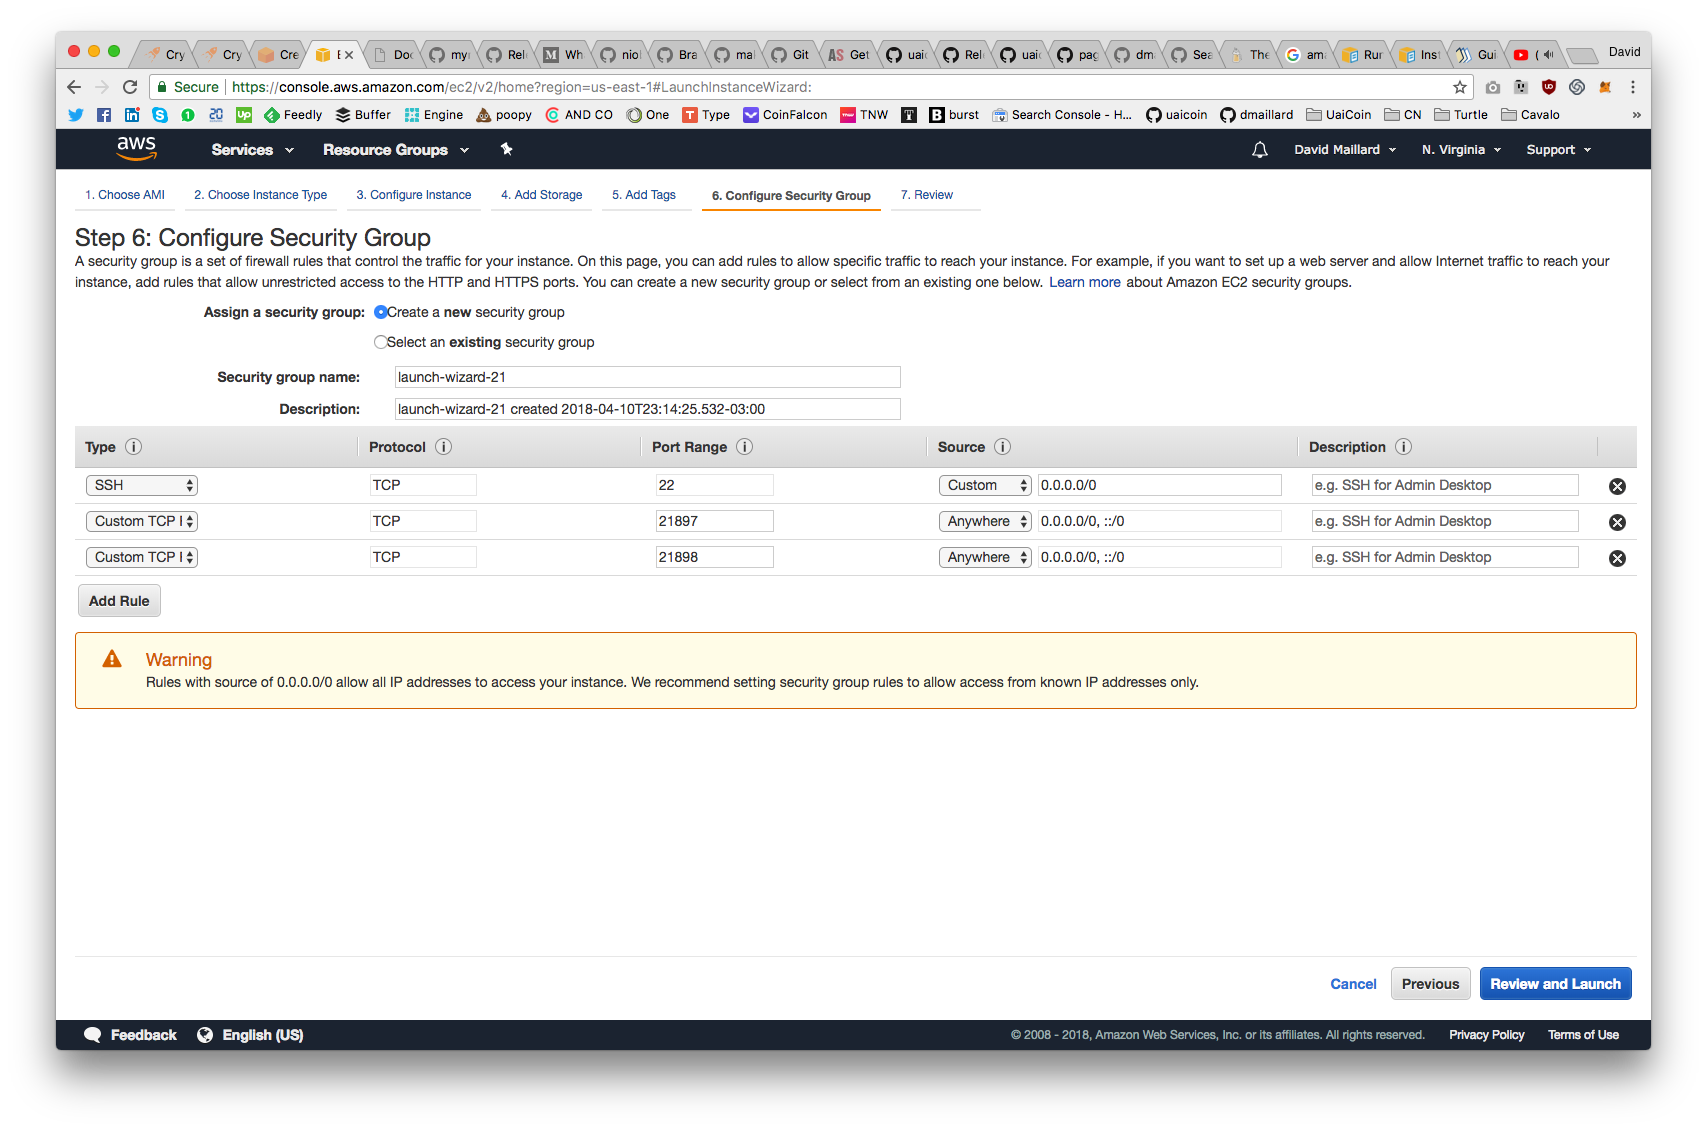 Cry Cry Cre E Doc myn Rel Wh niol Bra mal Git AS Get uaic Rele uaic pag dm Sea The ama Rur Inst Gui ( David
Secure https://console.aws.amazon.com/ec2/v2/home?region=us-east-1#LaunchInstanceWizard:
20 Up Feedly Buffer Engine poopy AND CO One T Type CoinFalcon TNW T B burst Search Console - H... uaicoin dmaillard UaiCoin CN Turtle Cavalo »
aws Services Resource Groups David Maillard N. Virginia Support
1. Choose AMI 2. Choose Instance Type 3. Configure Instance 4. Add Storage 5. Add Tags 6. Configure Security Group 7. Review
Step 6: Configure Security Group
A security group is a set of firewall rules that control the traffic for your instance. On this page, you can add rules to allow specific traffic to reach your instance. For example, if you want to set up a web server and allow Internet traffic to reach your
instance, add rules that allow unrestricted access to the HTTP and HTTPS ports. You can create a new security group or select from an existing one below. Learn more about Amazon EC2 security groups.
Assign a security group: Create a new security group
Select an existing security group
Security group name: launch-wizard-21
Description: launch-wizard-21 created 2018-04-10T23:14:25.532-03:00
Type i Protocol i Port Range i Source i Description i
SSH TCP 22 Custom 0.0.0.0/0 e.g. SSH for Admin Desktop
Custom TCP I TCP 21897 Anywhere 0.0.0.0/0, ::/0 e.g. SSH for Admin Desktop
Custom TCP I TCP 21898 Anywhere 0.0.0.0/0, ::/0 e.g. SSH for Admin Desktop
Add Rule
Warning
Rules with source of 0.0.0.0/0 allow all IP addresses to access your instance. We recommend setting security group rules to allow access from known IP addresses only.
Cancel Previous Review and Launch
Feedback English (US) © 2008 - 2018, Amazon Web Services, Inc. or its affiliates. All rights reserved. Privacy Policy Terms of Use